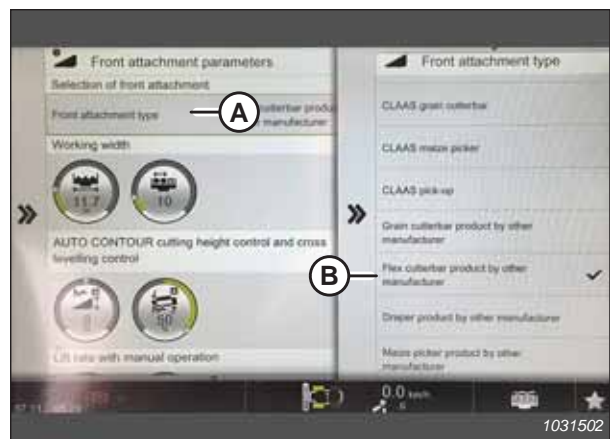 Front attachment parameters
Selection of front attachment
Front attachment type
cutterbar produ
manufacturer
A
Working width
11.7
10
AUTO CONTOUR cutting height control and cross
levelling control
50
Lift rate with manual operation
Front attachment type
CLAAS grain cutterbar
CLAAS maize picker
CLAAS pick-up
Grain cutterbar product by other
manufacturer
B
Flex cutterbar product by other
manufacturer
Draper product by other manufacturer
Maize picker product by other
manufacturer
0.0 km/h
1031502